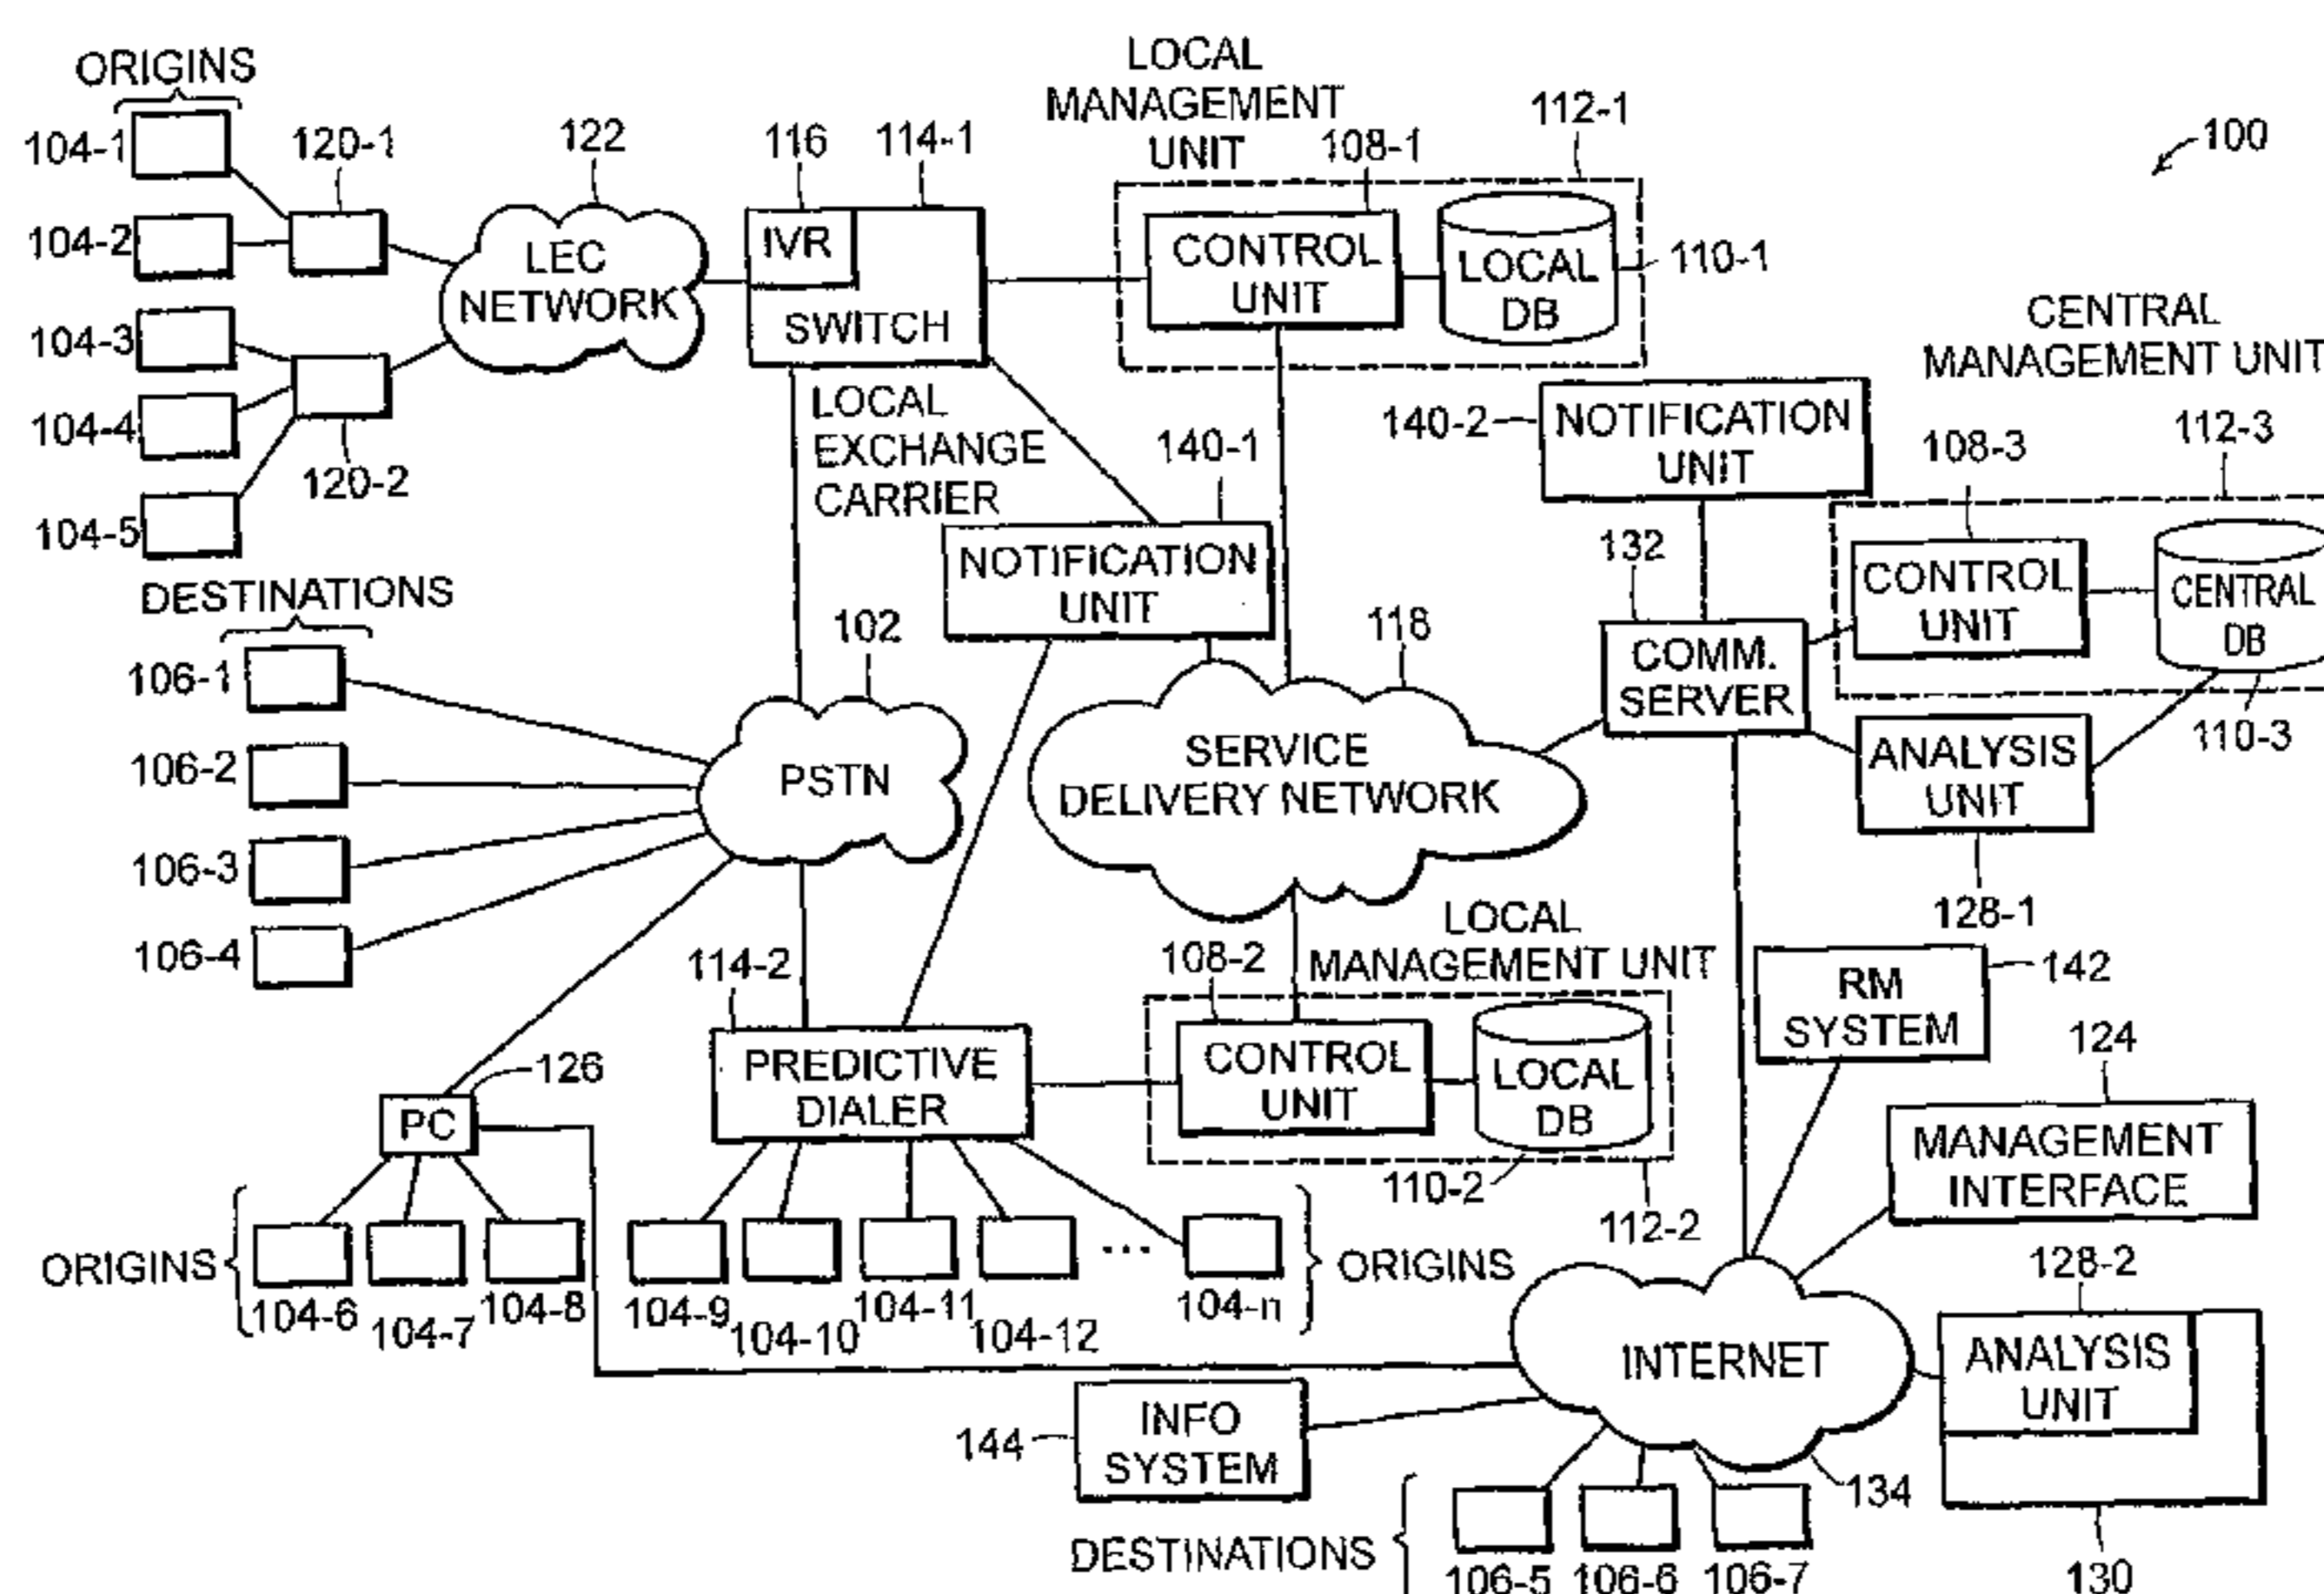 ORIGINS
104-1
104-2
104-3
104-4
104-5
120-1
120-2
122
LEC
NETWORK
116
114-1
IVR
SWITCH
LOCAL
EXCHANGE
CARRIER
LOCAL
MANAGEMENT
UNIT
108-1
112-1
CONTROL
UNIT
LOCAL
DB
110-1
100
CENTRAL
MANAGEMENT UNIT
140-2
NOTIFICATION
UNIT
108-3
112-3
CONTROL
UNIT
CENTRAL
DB
110-3
140-1
NOTIFICATION
UNIT
132
COMM.
SERVER
ANALYSIS
UNIT
128-1
DESTINATIONS
106-1
106-2
106-3
106-4
102
PSTN
118
SERVICE
DELIVERY NETWORK
LOCAL
MANAGEMENT UNIT
108-2
CONTROL
UNIT
LOCAL
DB
110-2
112-2
114-2
PREDICTIVE
DIALER
126
PC
RM
SYSTEM
142
124
MANAGEMENT
INTERFACE
ORIGINS
104-6
104-7
104-8
104-9
104-10
104-11
104-12
...
104-n
ORIGINS
INTERNET
134
128-2
ANALYSIS
UNIT
130
144
INFO
SYSTEM
DESTINATIONS
106-5
106-6
106-7